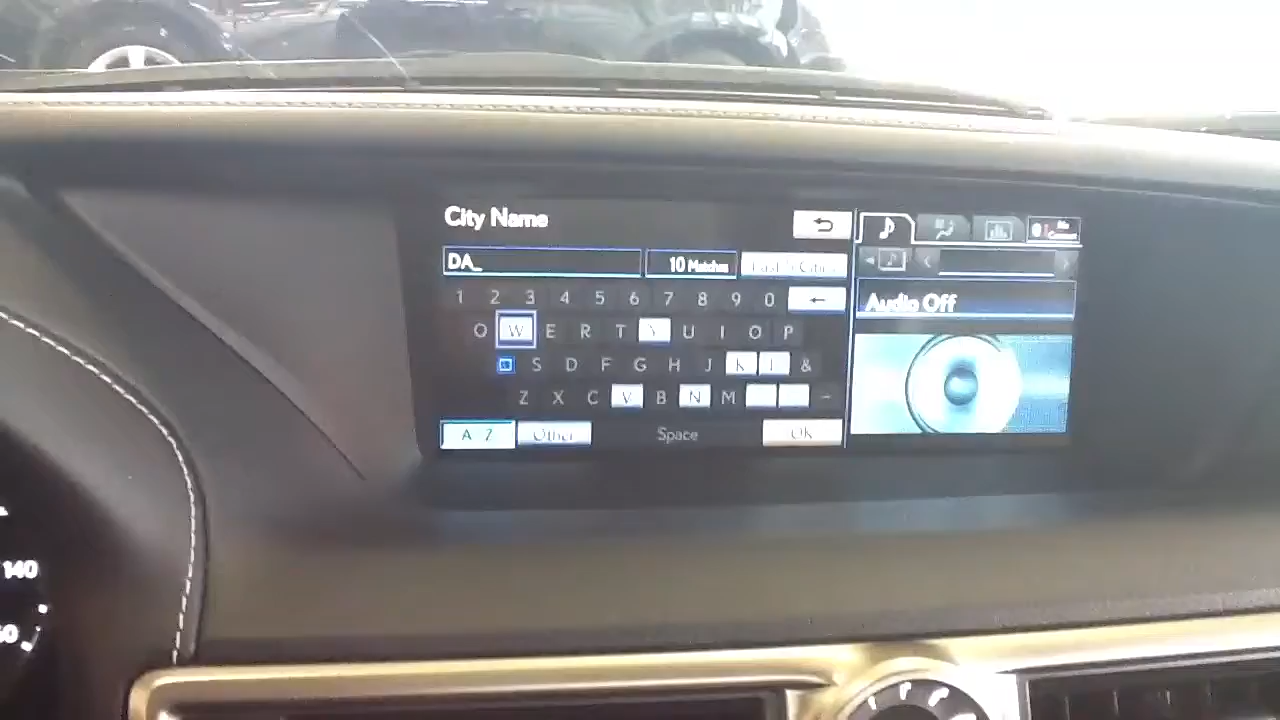 City Name
DA_
10 Matches
1 2 3 4 5 6 7 8 9 0 ←
Q W E R T Y U I O P
S D F G H J K L &
Z X C V B N M -
A Z Other Space OK
Audio Off
140